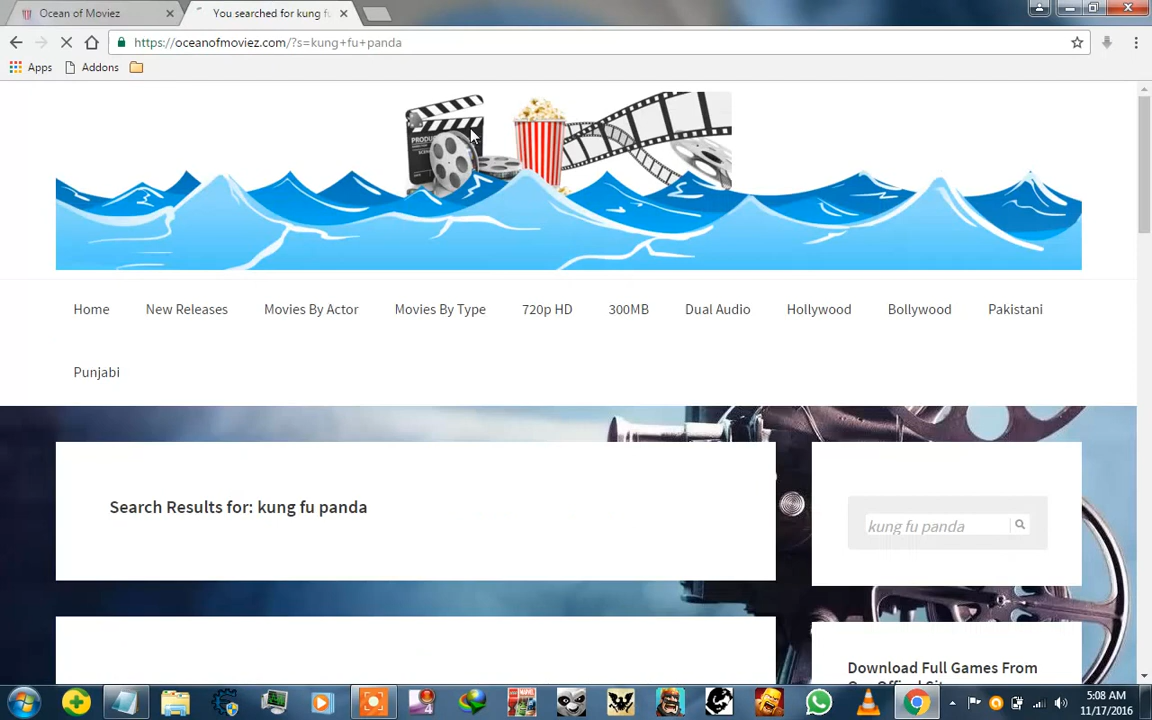 Ocean of Moviez
You searched for kung fu
https://oceanofmoviez.com/?s=kung+fu+panda
Apps Addons
Home New Releases Movies By Actor Movies By Type 720p HD 300MB Dual Audio Hollywood Bollywood Pakistani
Punjabi
Search Results for: kung fu panda
kung fu panda
Download Full Games From
5:08 AM
11/17/2016